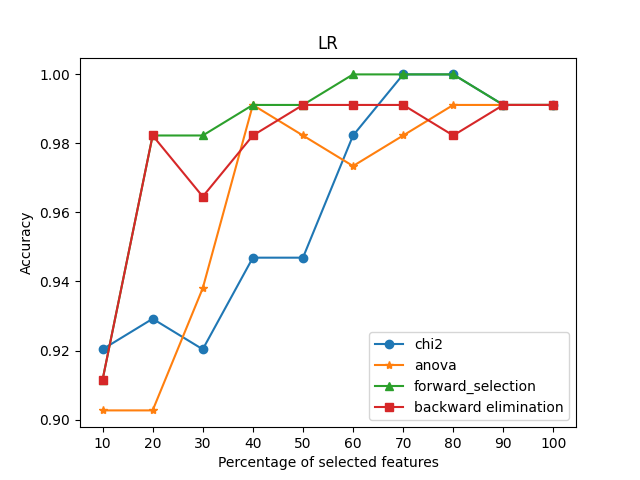 LR
Accuracy
1.00
0.98
0.96
0.94
0.92
0.90
chi2
anova
forward_selection
backward elimination
10 20 30 40 50 60 70 80 90 100
Percentage of selected features